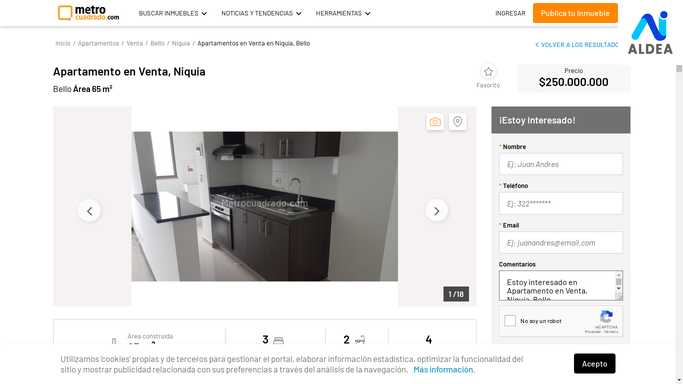 metro
cuadrado.com
BUSCAR INMUEBLES
NOTICIAS Y TENDENCIAS
HERRAMIENTAS
INGRESAR
Publica tu Inmueble
AI
ALDEA
Inicio / Apartamentos / Venta / Bello / Niquia / Apartamentos en Venta en Niquia, Bello
VOLVER A LOS RESULTADO
Apartamento en Venta, Niquia
Bello Área 65 m²
Favorito
Precio
$250.000.000
Metrocuadrado.com
1 /18
¡Estoy Interesado!
* Nombre
Ej: Juan Andres
* Teléfono
Ej: 322*******
* Email
Ej: juanandres@email.com
Comentarios
Estoy interesado en
Apartamento en Venta,
Niquia, Bello
No soy un robot
reCAPTCHA
Privacidad - Términos
Área construida
3
2
4
Utilizamos 'cookies' propias y de terceros para gestionar el portal, elaborar información estadística, optimizar la funcionalidad del
sitio y mostrar publicidad relacionada con sus preferencias a través del análisis de la navegación. Más información.
Acepto